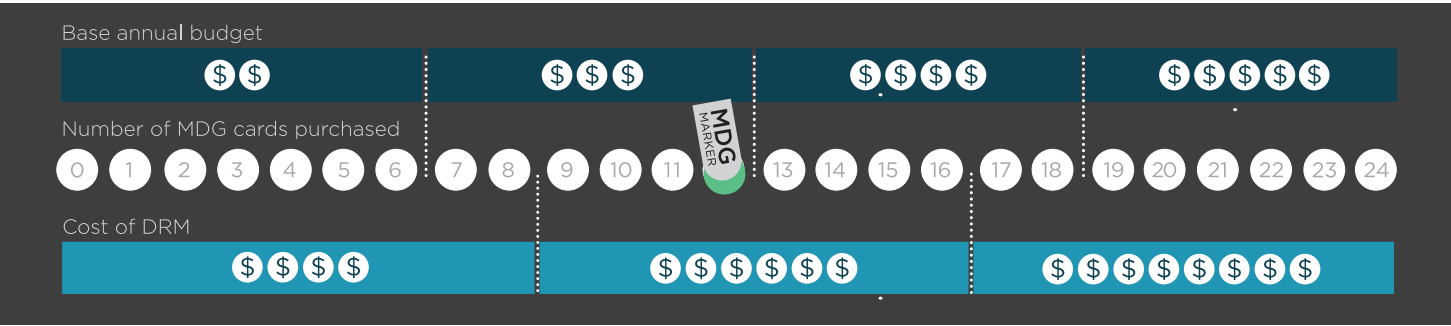 Base annual budget
$ $ $ $ $ $ $ $ $ $ $ $ $ $
Number of MDG cards purchased
MDG
MARKER
0 1 2 3 4 5 6 7 8 9 10 11 13 14 15 16 17 18 19 20 21 22 23 24
Cost of DRM
$ $ $ $ $ $ $ $ $ $ $ $ $ $ $ $ $ $